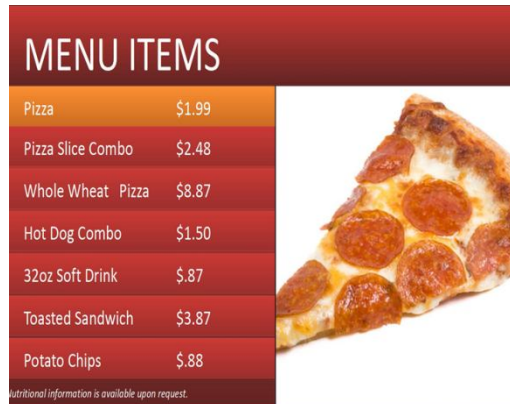 MENU ITEMS
Pizza $1.99
Pizza Slice Combo $2.48
Whole Wheat Pizza $8.87
Hot Dog Combo $1.50
32oz Soft Drink $.87
Toasted Sandwich $3.87
Potato Chips $.88
Nutritional information is available upon request.